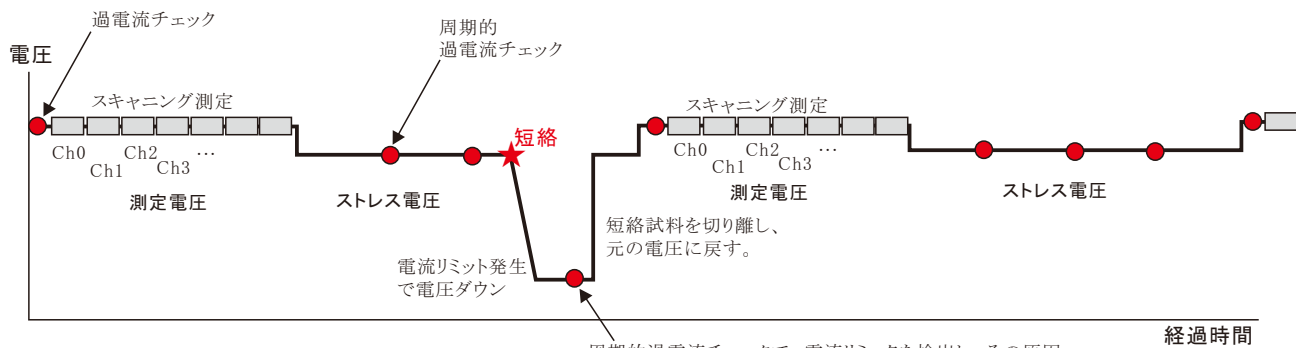 過電流チェック
周期的
過電流チェック
電圧
スキャニング測定
Ch0
Ch1
Ch2
Ch3
…
測定電圧
ストレス電圧
短絡
電流リミット発生
で電圧ダウン
短絡試料を切り離し、
元の電圧に戻す。
スキャニング測定
Ch0
Ch1
Ch2
Ch3
…
測定電圧
ストレス電圧
経過時間